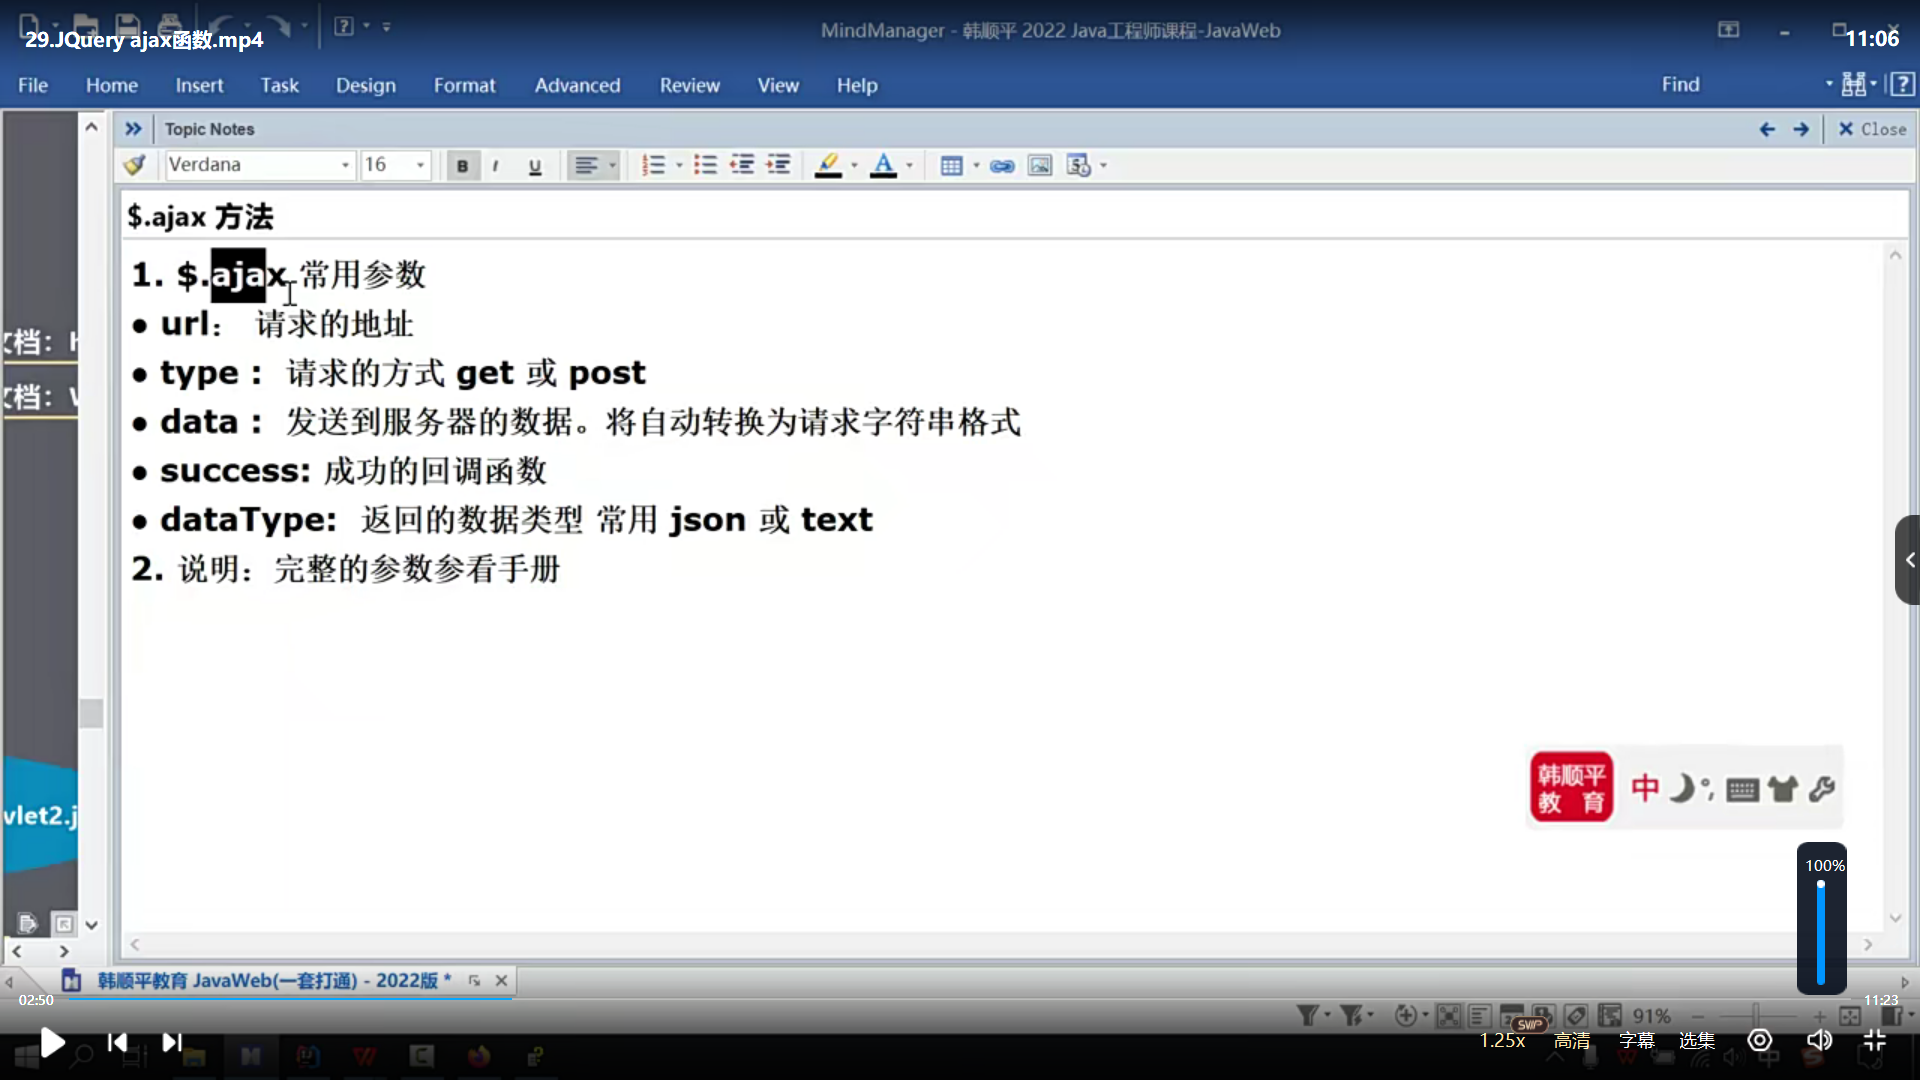 MindManager - 韩顺平 2022 Java工程师课程-JavaWeb
29.JQuery ajax函数.mp4
11:06
File Home Insert Task Design Format Advanced Review View Help Find
Topic Notes
Close
Verdana 16 B I U
$.ajax 方法
1. $.ajax 常用参数
● url： 请求的地址
● type： 请求的方式 get 或 post
● data： 发送到服务器的数据。将自动转换为请求字符串格式
● success: 成功的回调函数
● dataType: 返回的数据类型 常用 json 或 text
2. 说明：完整的参数参看手册
文档：
文档：
vlet2.j
韩顺平
教 育
中
100%
韩顺平教育 JavaWeb(一套打通) - 2022版 *
02:50
11:23
91%
SVIP
1.25x 高清 字幕 选集